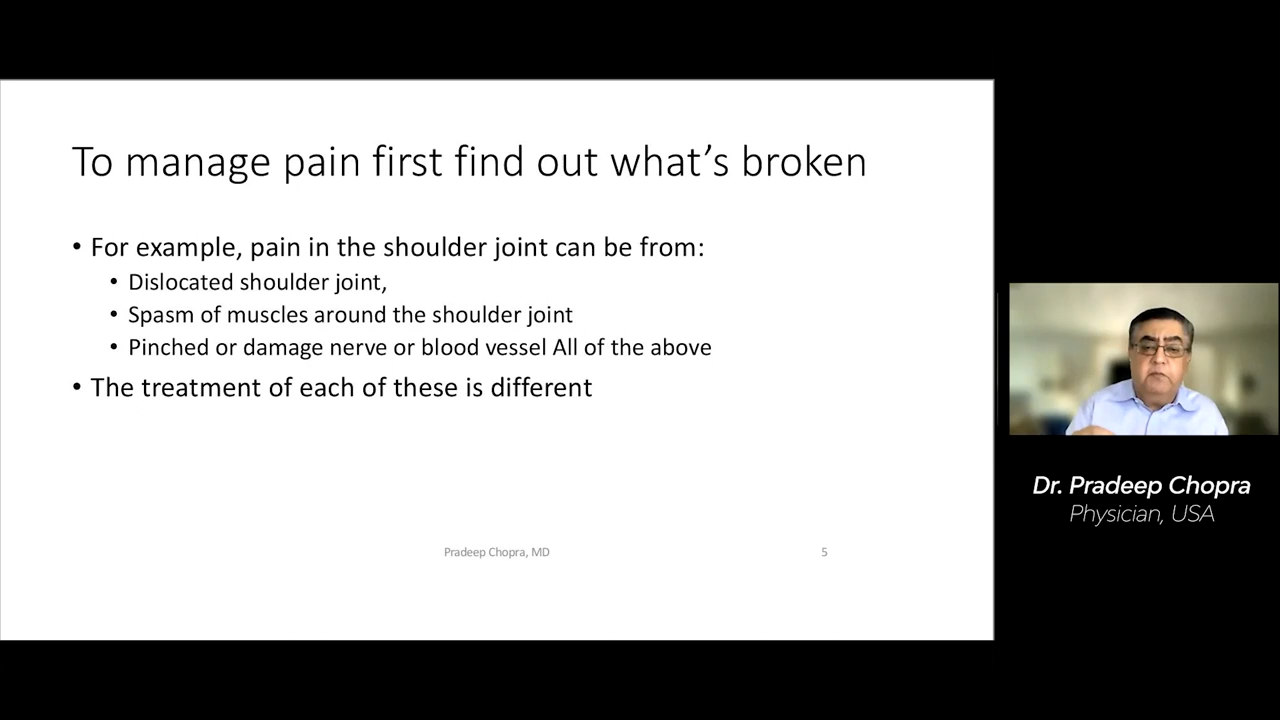 To manage pain first find out what’s broken
• For example, pain in the shoulder joint can be from:
• Dislocated shoulder joint,
• Spasm of muscles around the shoulder joint
• Pinched or damage nerve or blood vessel All of the above
• The treatment of each of these is different
Pradeep Chopra, MD
5
Dr. Pradeep Chopra
Physician, USA